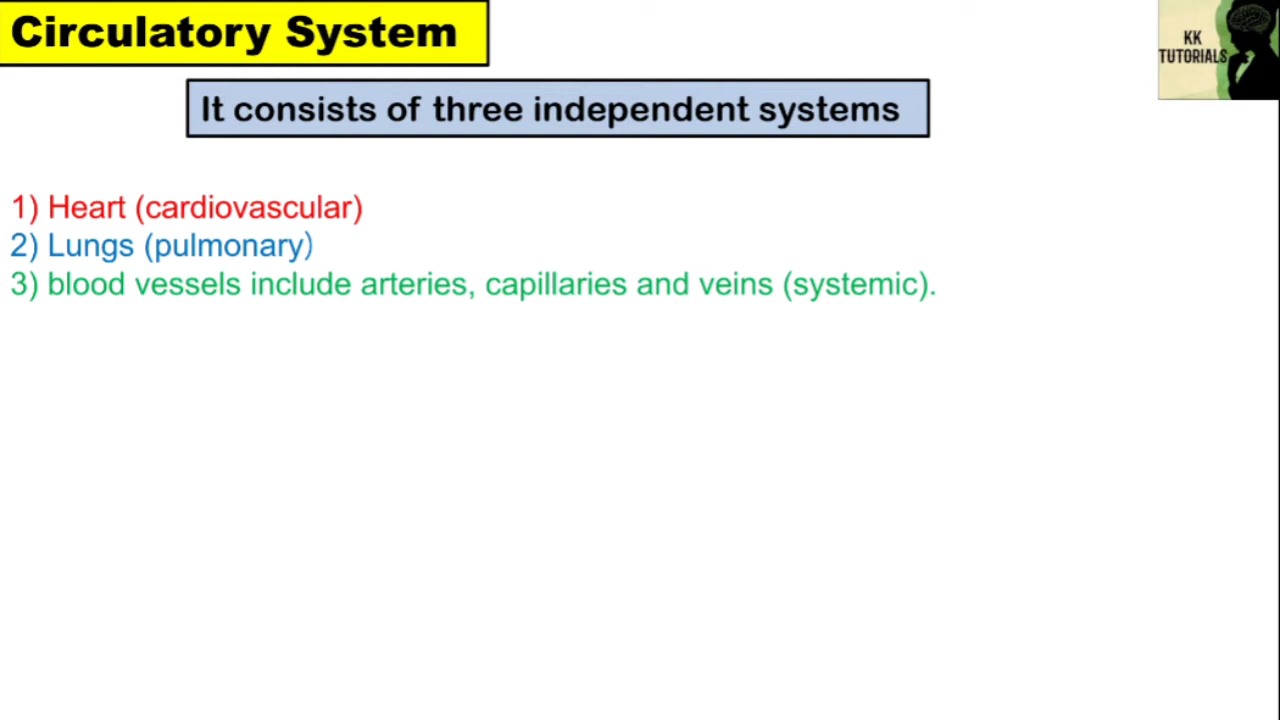 Circulatory System
KK
TUTORIALS
It consists of three independent systems
1) Heart (cardiovascular)
2) Lungs (pulmonary)
3) blood vessels include arteries, capillaries and veins (systemic).